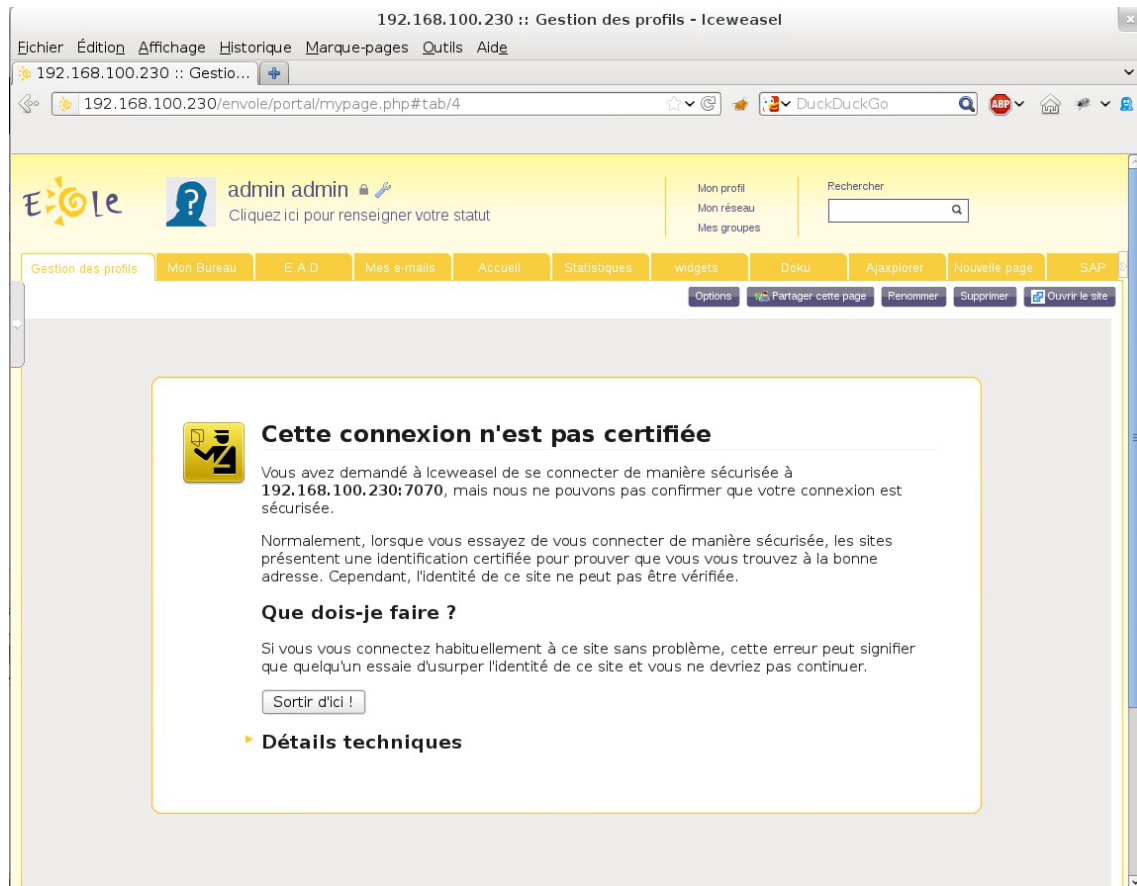 192.168.100.230 :: Gestion des profils - Iceweasel
Fichier Édition Affichage Historique Marque-pages Outils Aide
192.168.100.230 :: Gestio...
192.168.100.230/envole/portal/mypage.php#tab/4
DuckDuckGo
ABP
Eole
admin admin
Cliquez ici pour renseigner votre statut
Mon profil
Mon réseau
Mes groupes
Rechercher
Gestion des profils Mon Bureau E.A.D Mes e-mails Accueil Statistiques widgets Doku Ajaxplorer Nouvelle page SAP
Options Partager cette page Renommer Supprimer Ouvrir le site
Cette connexion n'est pas certifiée
Vous avez demandé à Iceweasel de se connecter de manière sécurisée à
192.168.100.230:7070, mais nous ne pouvons pas confirmer que votre connexion est
sécurisée.
Normalement, lorsque vous essayez de vous connecter de manière sécurisée, les sites
présentent une identification certifiée pour prouver que vous vous trouvez à la bonne
adresse. Cependant, l'identité de ce site ne peut pas être vérifiée.
Que dois-je faire ?
Si vous vous connectez habituellement à ce site sans problème, cette erreur peut signifier
que quelqu'un essaie d'usurper l'identité de ce site et vous ne devriez pas continuer.
Sortir d'ici !
Détails techniques